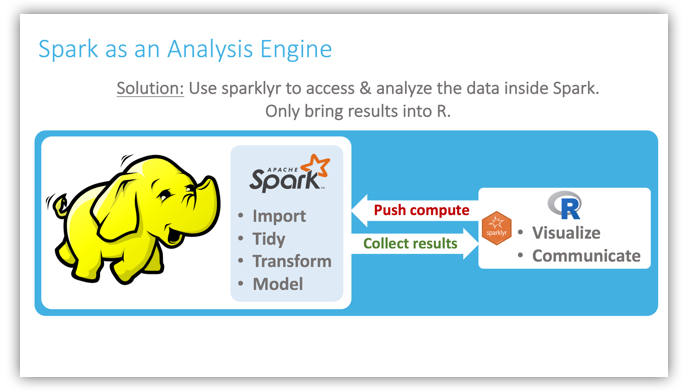 Spark as an Analysis Engine
Solution: Use sparklyr to access & analyze the data inside Spark.
Only bring results into R.
APACHE
Spark™
• Import
• Tidy
• Transform
• Model
Push compute
Collect results
sparklyr
R
• Visualize
• Communicate